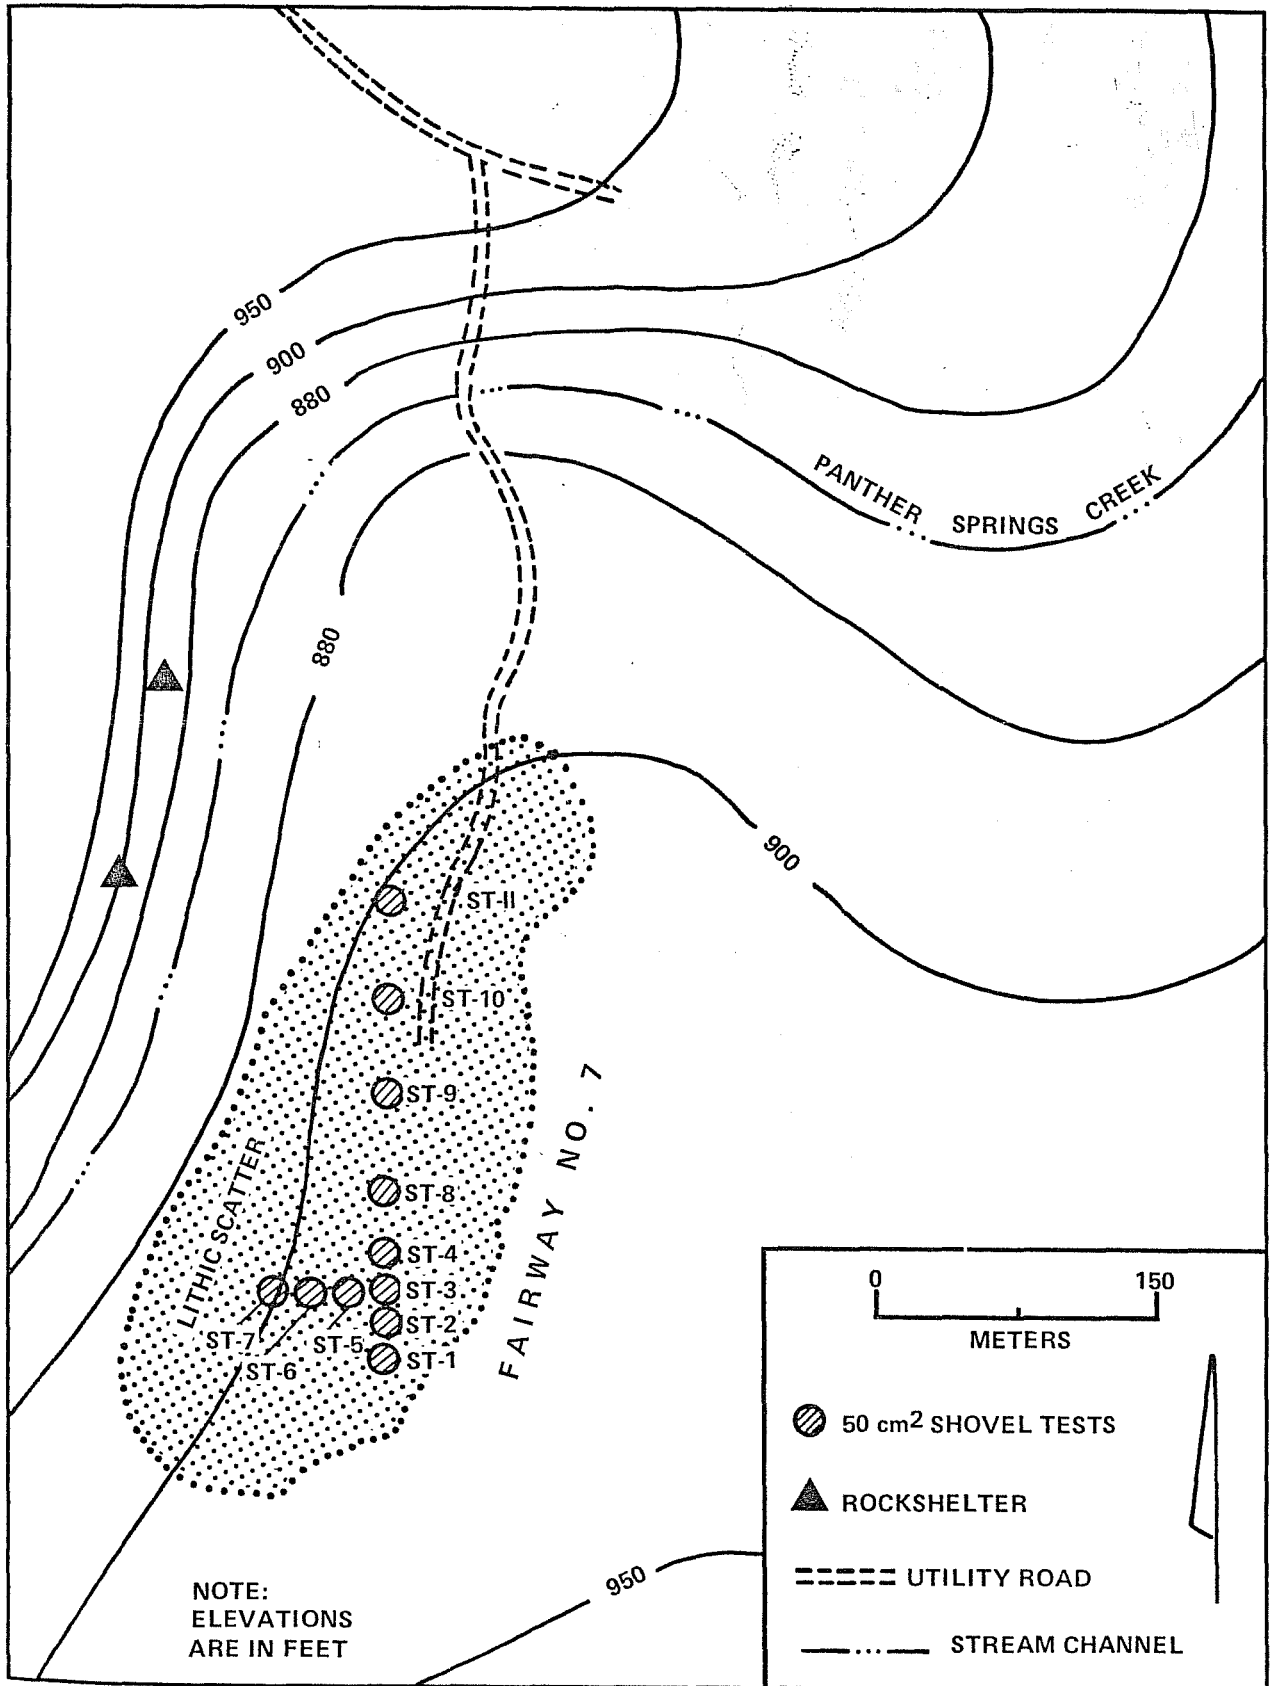 950
900
880
PANTHER SPRINGS CREEK
880
900
ST-11
ST-10
ST-9
FAIRWAY NO. 7
LITHIC SCATTER
ST-8
ST-4
ST-3
ST-2
ST-7
ST-5
ST-1
ST-6
0 150
METERS
50 cm2 SHOVEL TESTS
ROCKSHELTER
UTILITY ROAD
STREAM CHANNEL
950
NOTE:
ELEVATIONS
ARE IN FEET